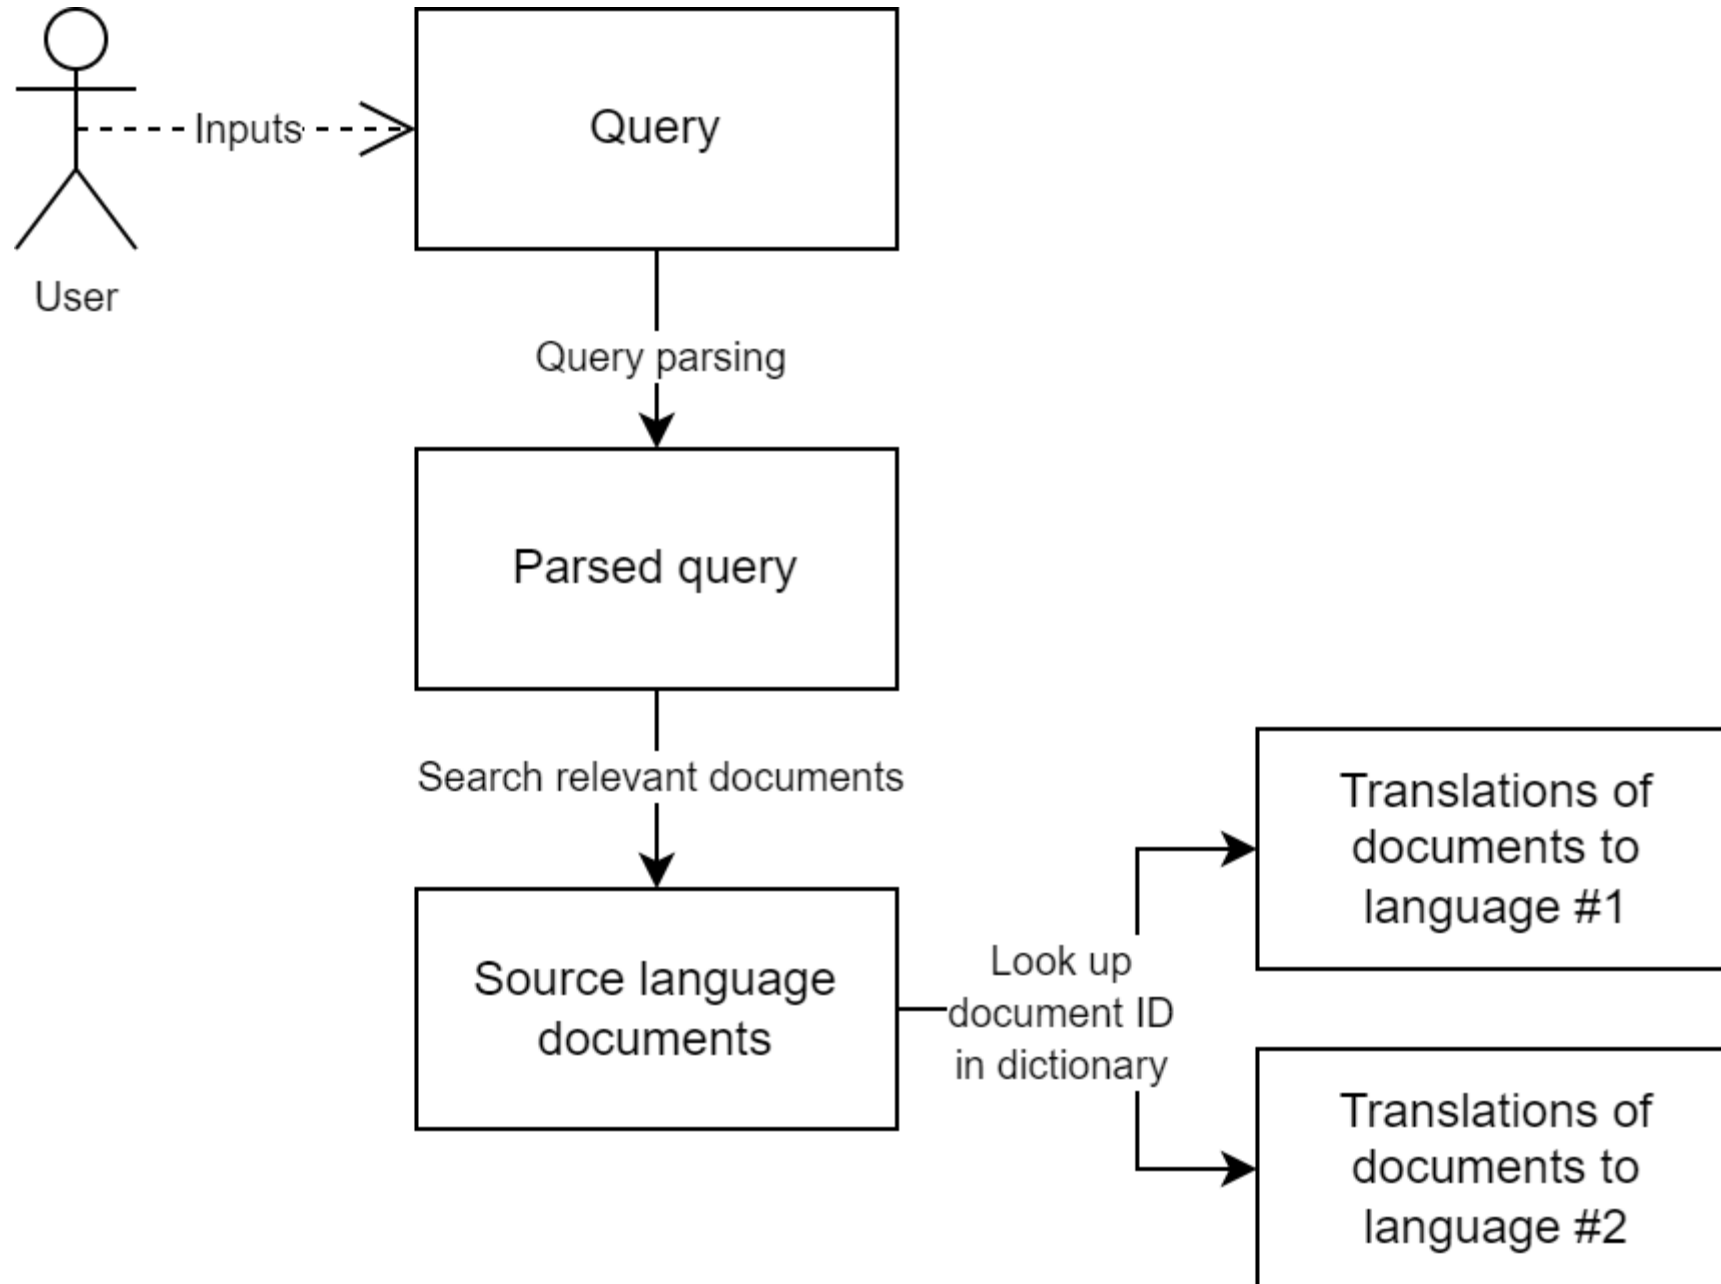 Inputs
Query
User
Query parsing
Parsed query
Search relevant documents
Source language
documents
Look up
document ID
in dictionary
Translations of
documents to
language #1
Translations of
documents to
language #2